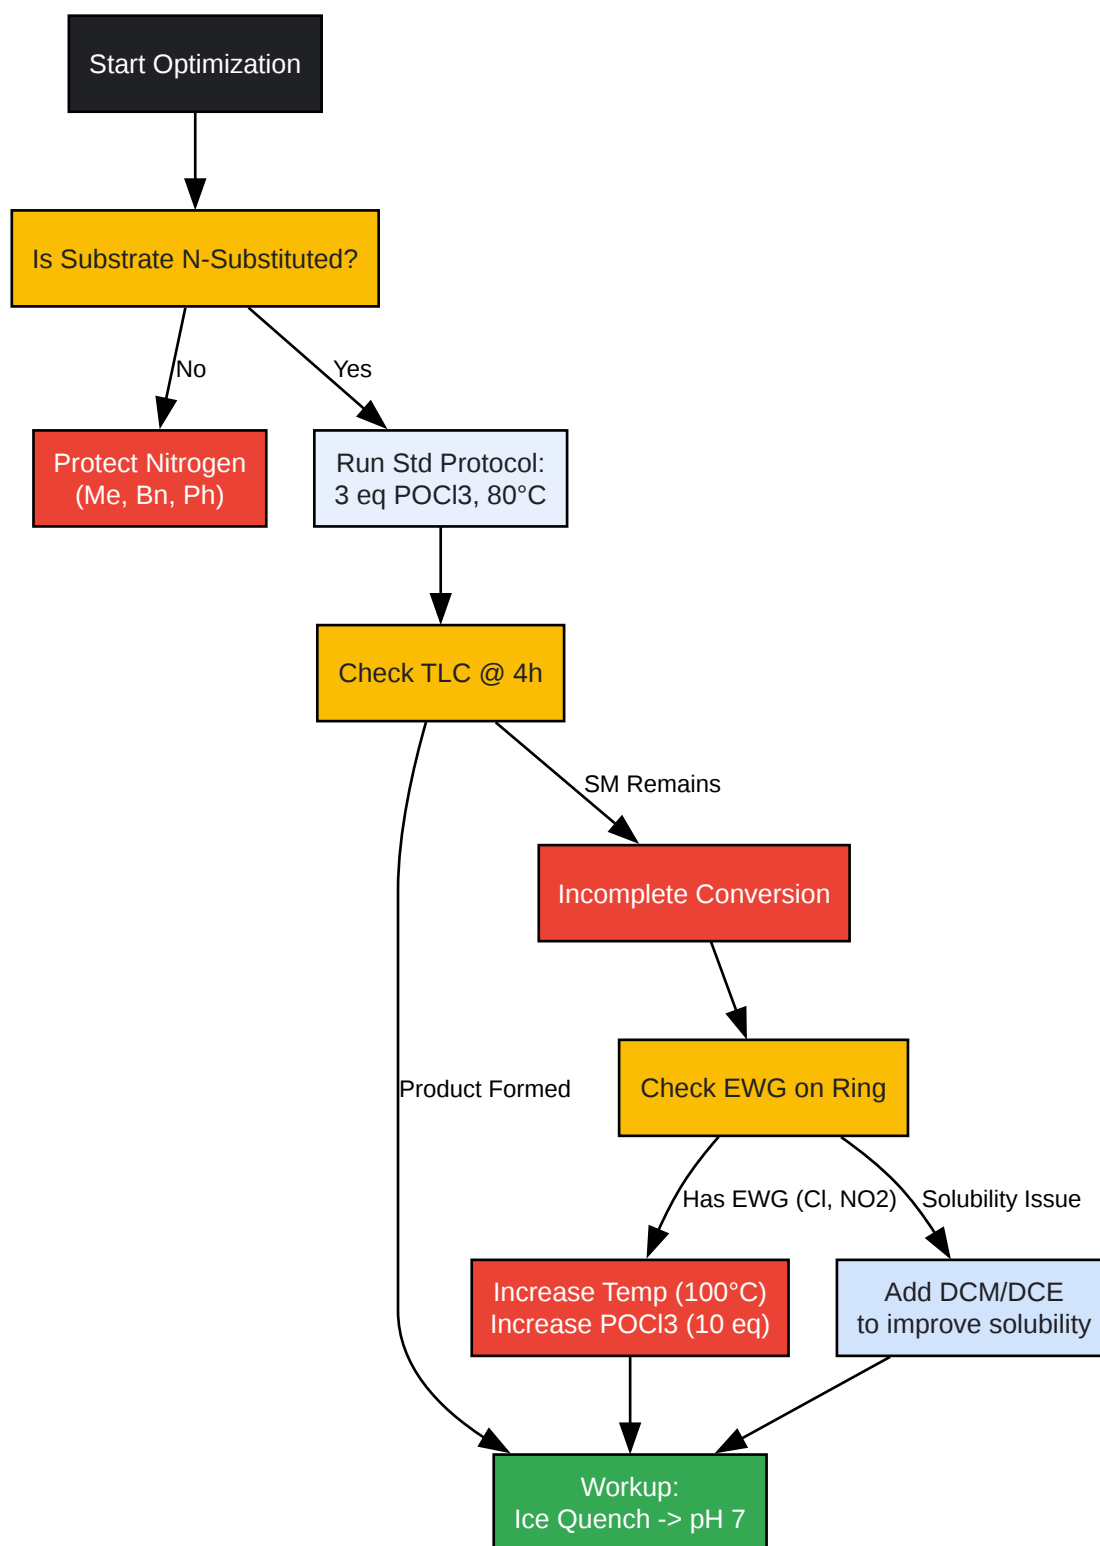 Start Optimization
Is Substrate N-Substituted?
No
Yes
Protect Nitrogen
(Me, Bn, Ph)
Run Std Protocol:
3 eq POCl3, 80°C
Check TLC @ 4h
SM Remains
Incomplete Conversion
Product Formed
Check EWG on Ring
Has EWG (Cl, NO2)
Solubility Issue
Increase Temp (100°C)
Increase POCl3 (10 eq)
Add DCM/DCE
to improve solubility
Workup:
Ice Quench -> pH 7